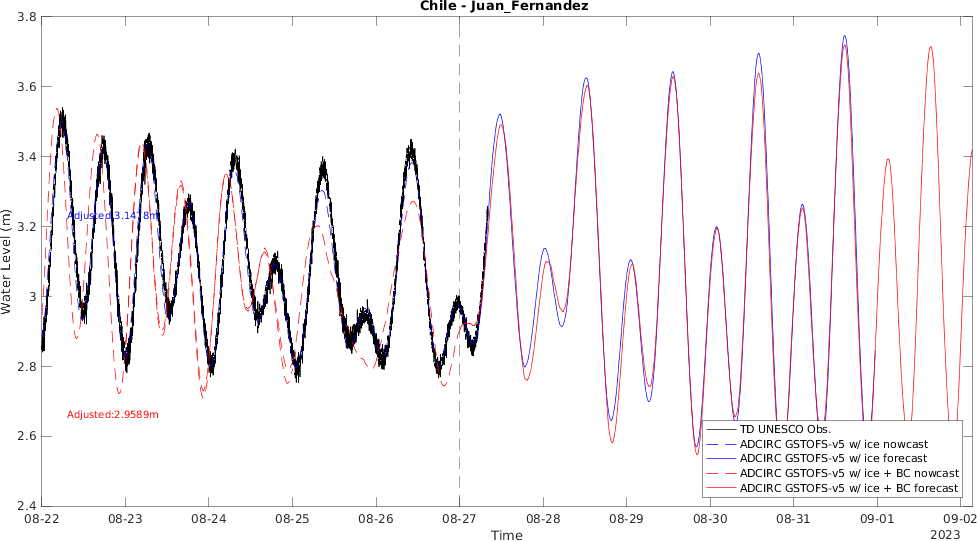 Chile - Juan_Fernandez
3.8
3.6
3.4
3.2
3
2.8
2.6
2.4
Water Level (m)
Adjusted:3.1478m
Adjusted:2.9589m
TD UNESCO Obs.
ADCIRC GSTOFS-v5 w/ ice nowcast
ADCIRC GSTOFS-v5 w/ ice forecast
ADCIRC GSTOFS-v5 w/ ice + BC nowcast
ADCIRC GSTOFS-v5 w/ ice + BC forecast
08-22 08-23 08-24 08-25 08-26 08-27 08-28 08-29 08-30 08-31 09-01 09-02
Time
2023